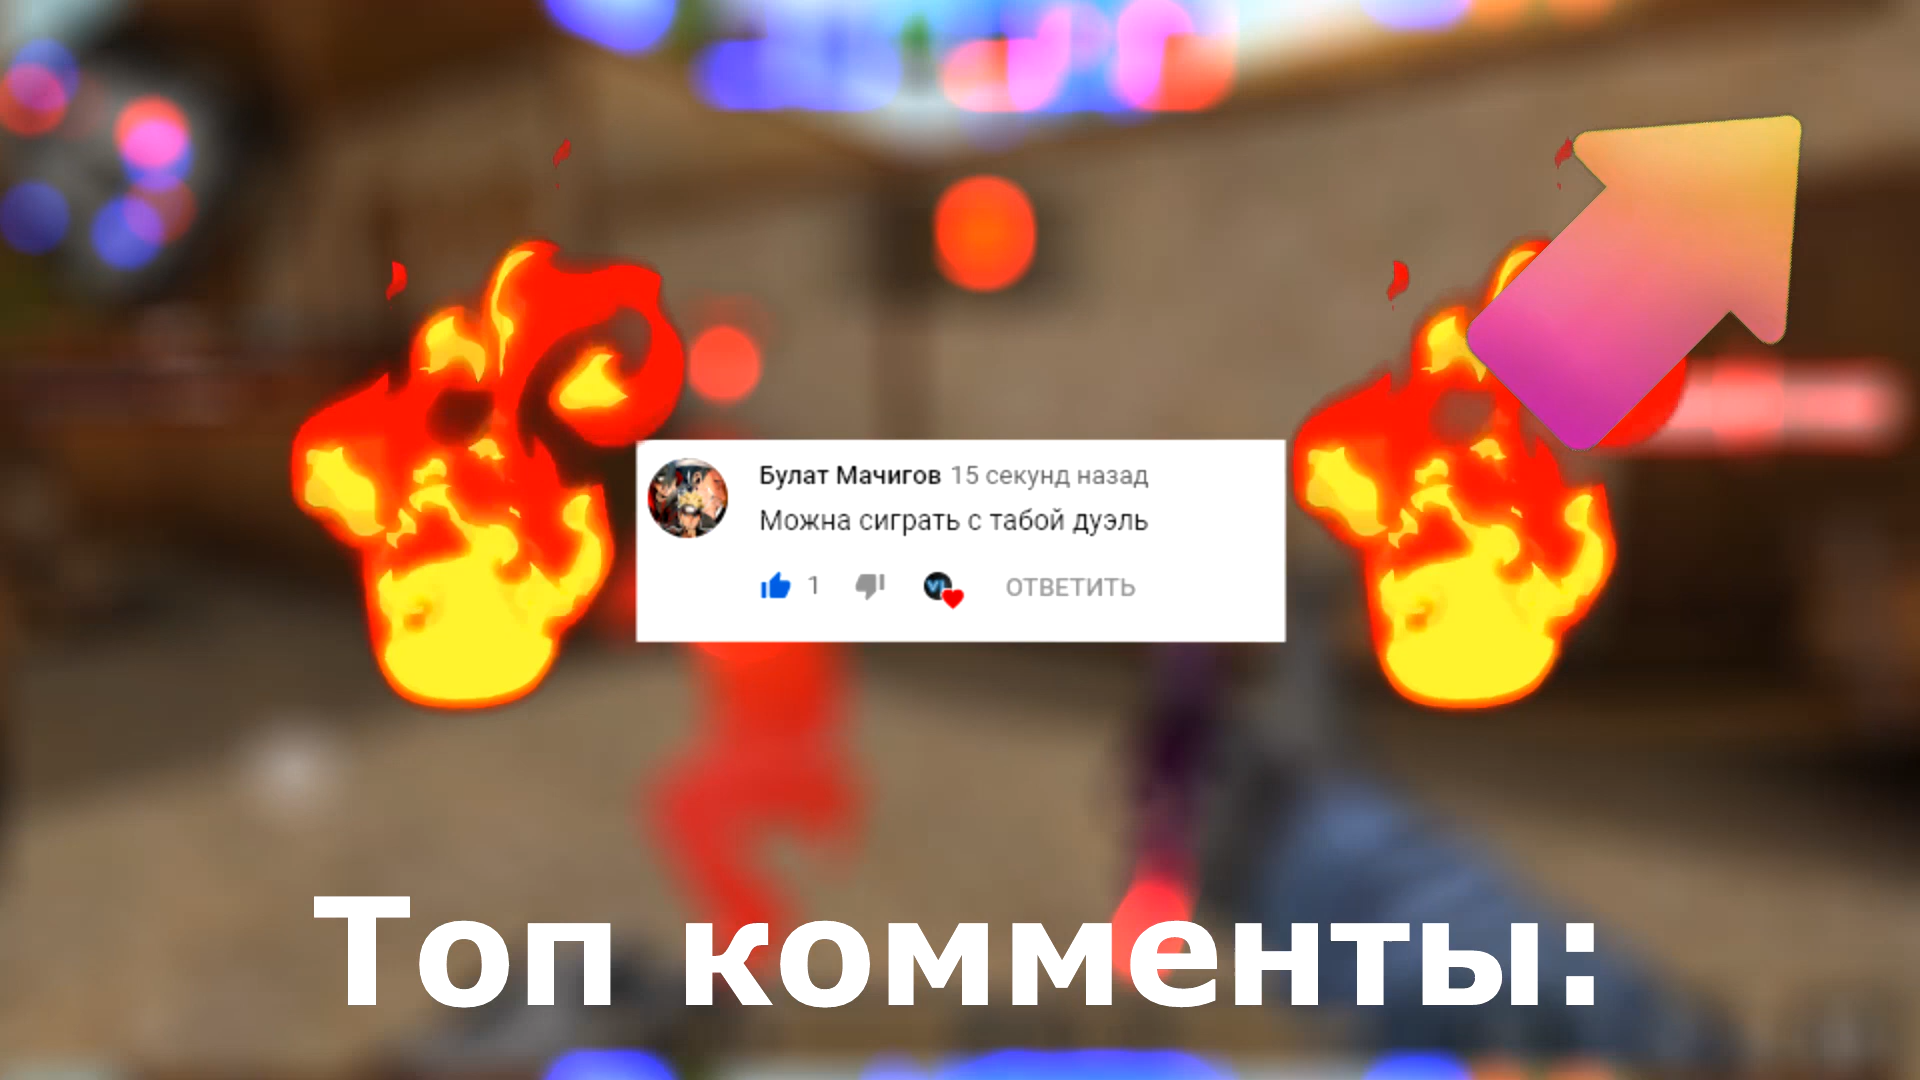 Булат Мачигов 15 секунд назад
Можна сиграть с табой дуэль
1 ОТВЕТИТЬ
Топ комменты: